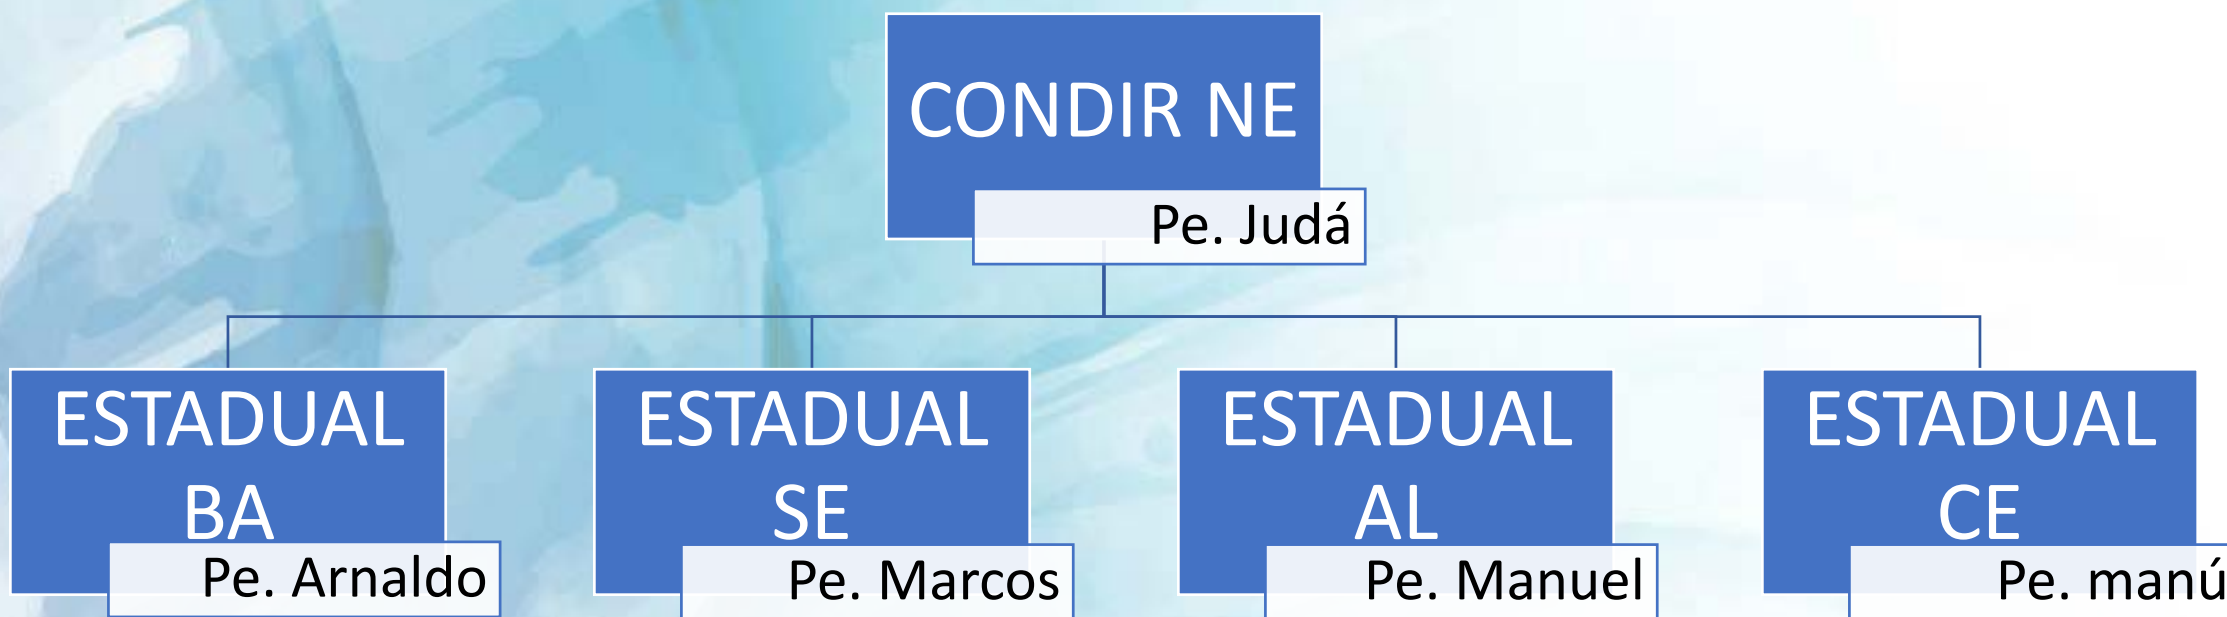 CONDIR NE
Pe. Judá
ESTADUAL
BA
Pe. Arnaldo
ESTADUAL
SE
Pe. Marcos
ESTADUAL
AL
Pe. Manuel
ESTADUAL
CE
Pe. manú